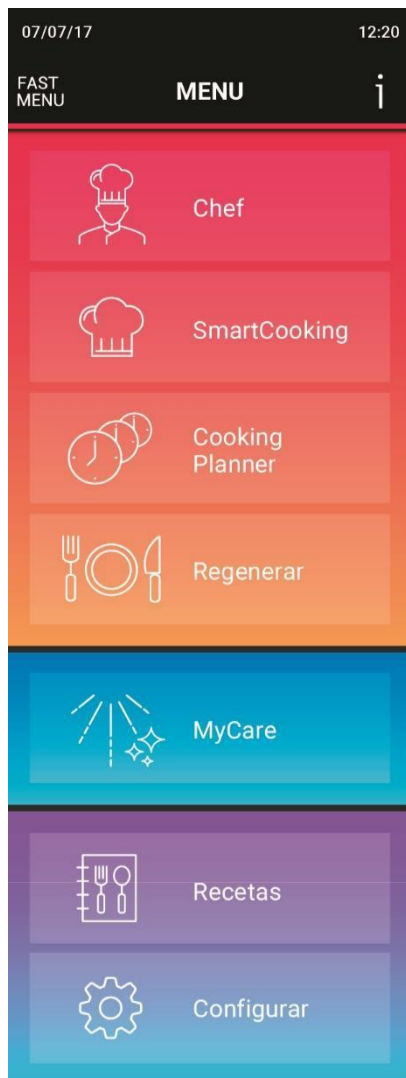 07/07/17 12:20
FAST
MENU
MENU
i
Chef
SmartCooking
Cooking
Planner
Regenerar
MyCare
Recetas
Configurar